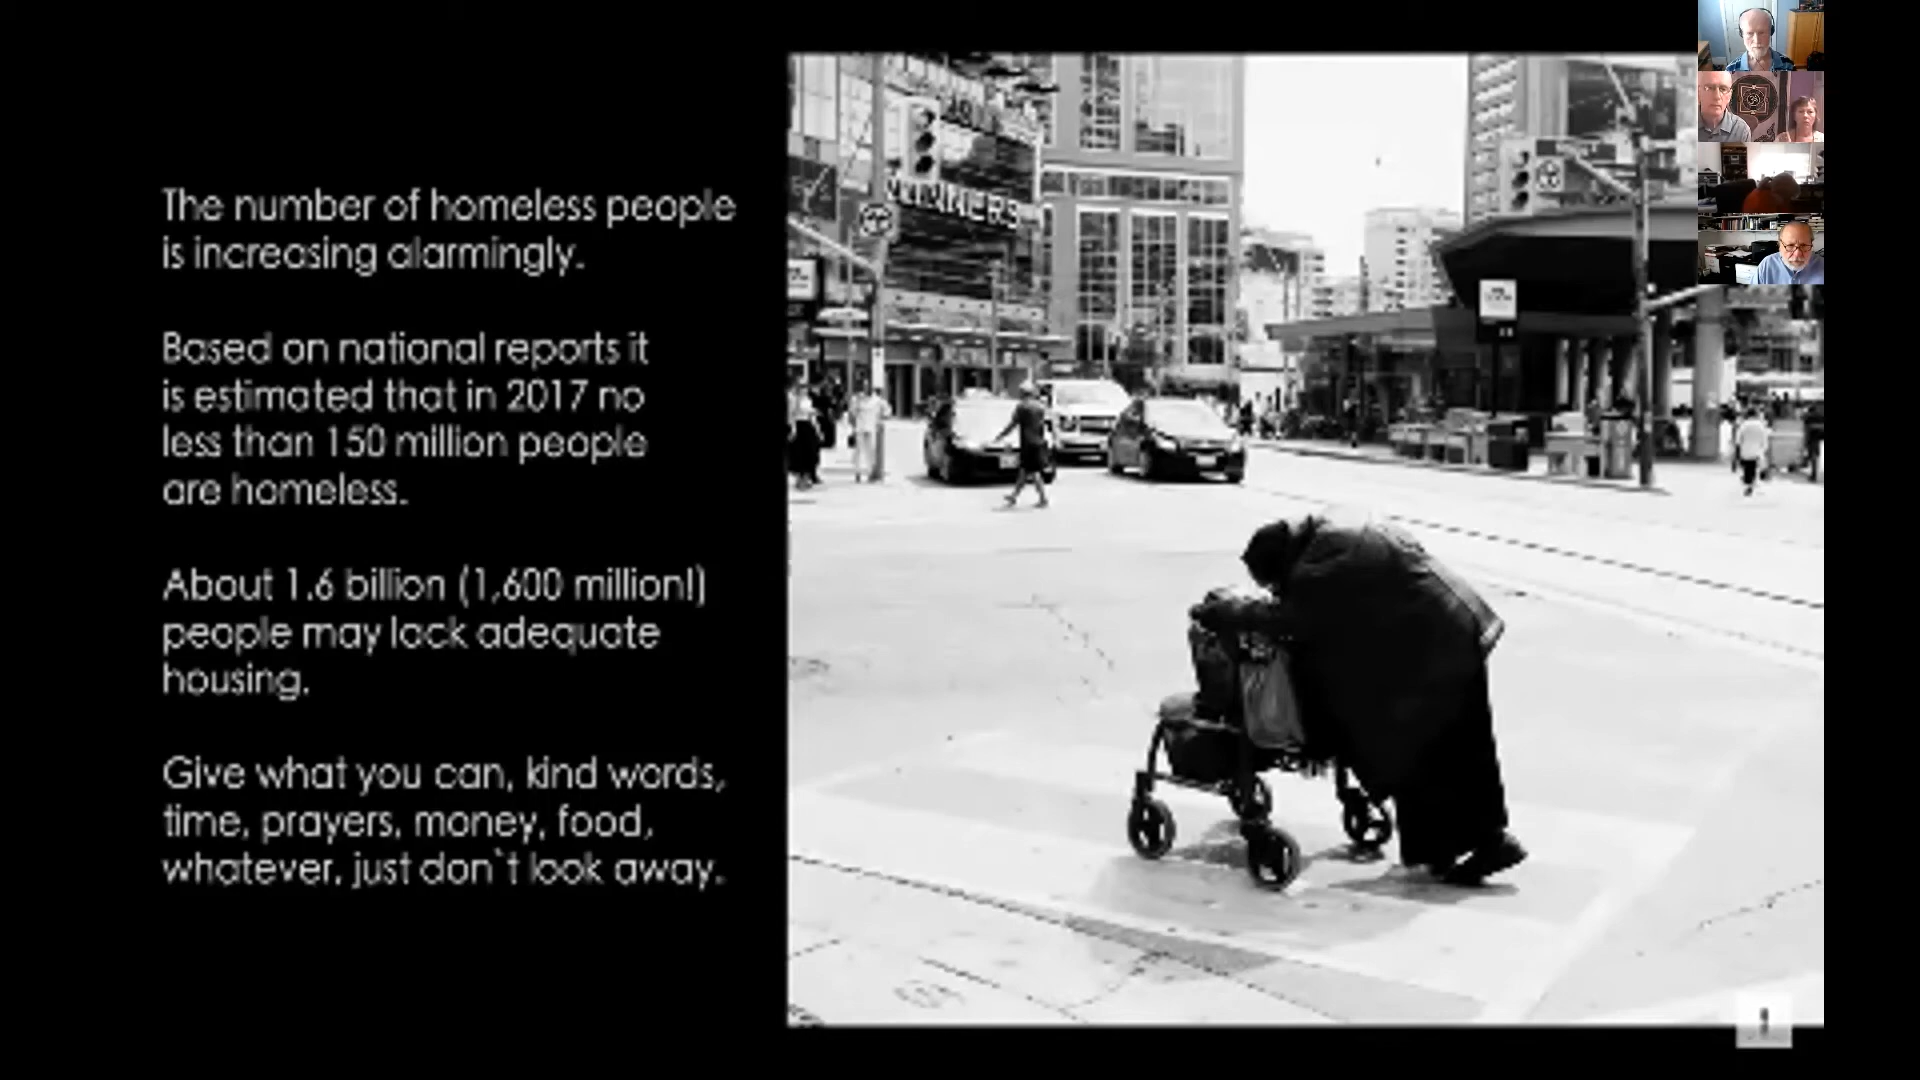 The number of homeless people
is increasing alarmingly.
Based on national reports it
is estimated that in 2017 no
less than 150 million people
are homeless.
About 1.6 billion (1,600 million!)
people may lack adequate
housing.
Give what you can, kind words,
time, prayers, money, food,
whatever, just don`t look away.
WINNERS